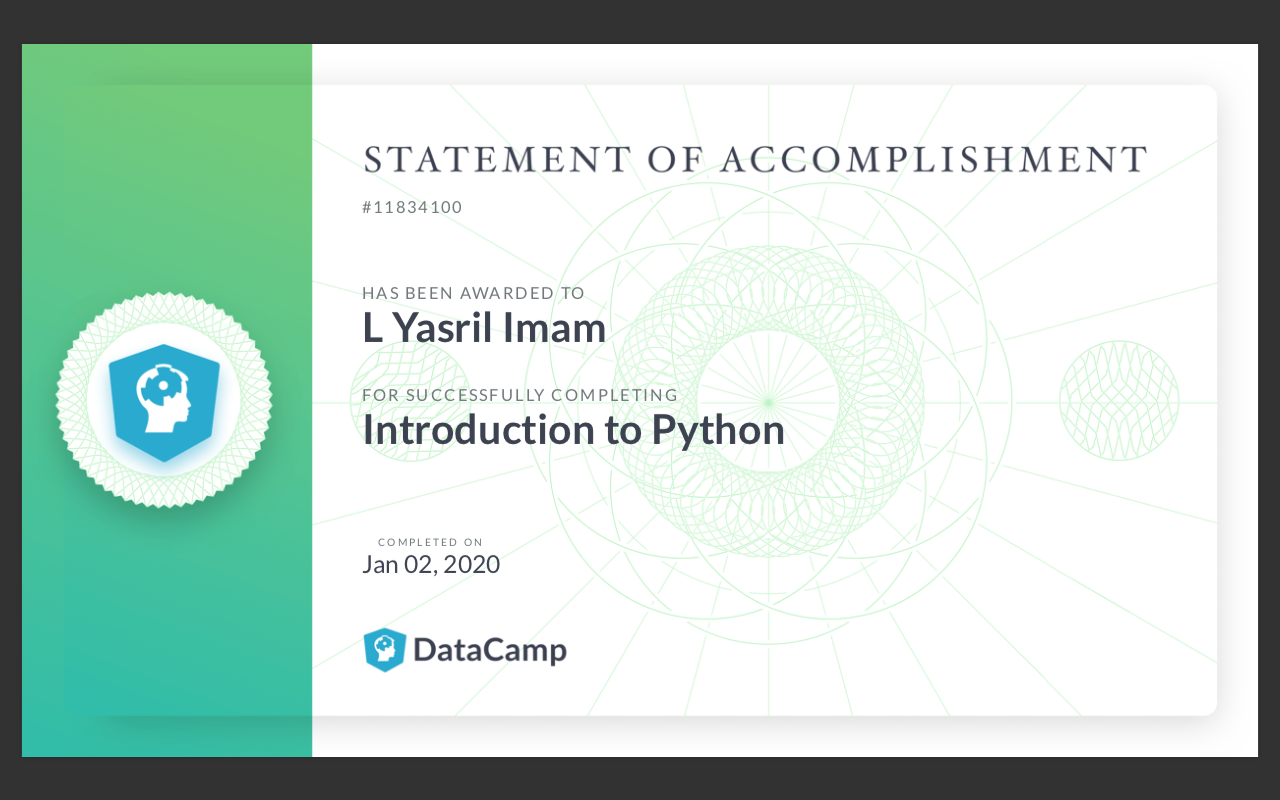 STATEMENT OF ACCOMPLISHMENT
#11834100
HAS BEEN AWARDED TO
L Yasril Imam
FOR SUCCESSFULLY COMPLETING
Introduction to Python
COMPLETED ON
Jan 02, 2020
DataCamp